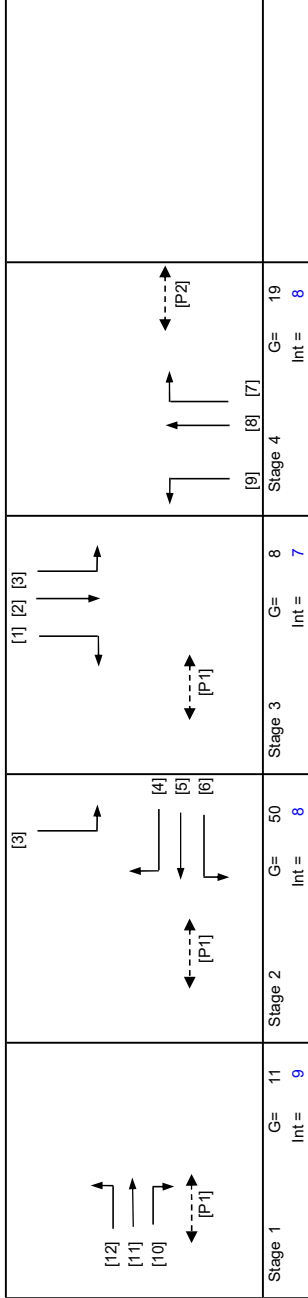 [12]
[11]
[10]
[P1]
Stage 1 G= 11
Int = 9
[3]
[4]
[5]
[6]
[P1]
Stage 2 G= 50
Int = 8
[1] [2] [3]
[P1]
Stage 3 G= 8
Int = 7
[P2]
[9] [8] [7]
Stage 4 G= 19
Int = 8